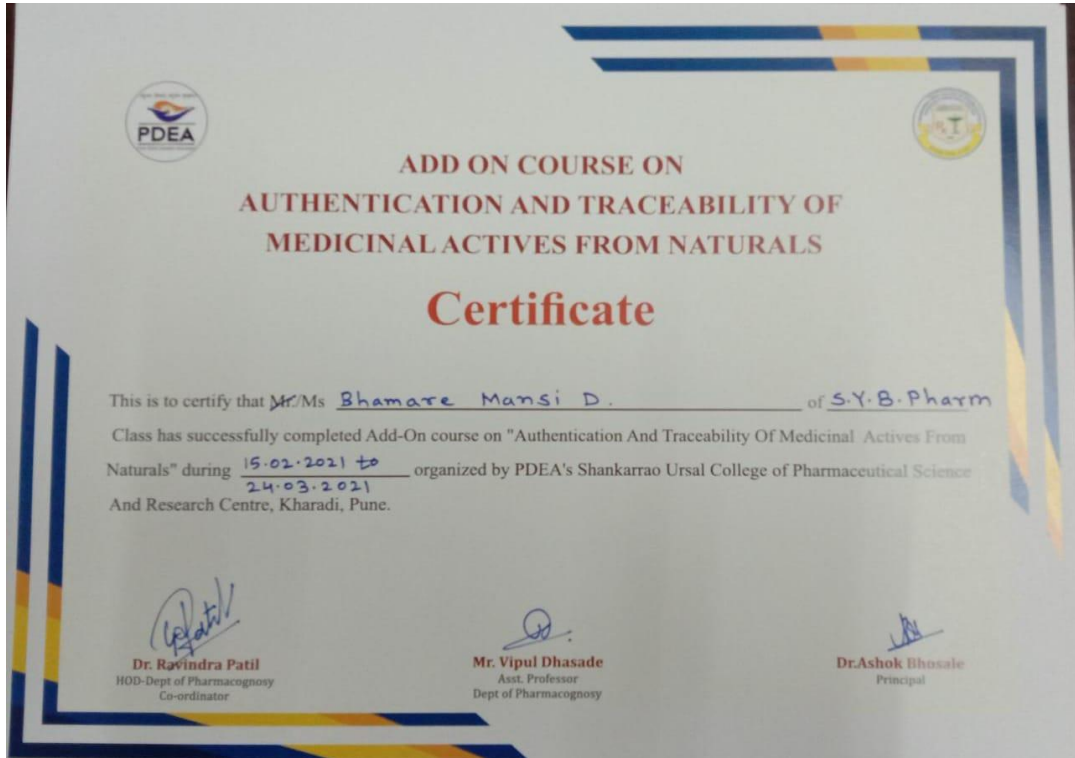 PDEA
ADD ON COURSE ON
AUTHENTICATION AND TRACEABILITY OF
MEDICINAL ACTIVES FROM NATURALS
Certificate
This is to certify that Mr./Ms Bhamare Mansi D. of S.Y.B.Pharm
Class has successfully completed Add-On course on "Authentication And Traceability Of Medicinal Actives From
Naturals" during 15.02.2021 to organized by PDEA's Shankarrao Ursal College of Pharmaceutical Science
24.03.2021
And Research Centre, Kharadi, Pune.
Dr. Ravindra Patil
HOD-Dept of Pharmacognosy
Co-ordinator
Mr. Vipul Dhasade
Asst. Professor
Dept of Pharmacognosy
Dr.Ashok Bhosale
Principal